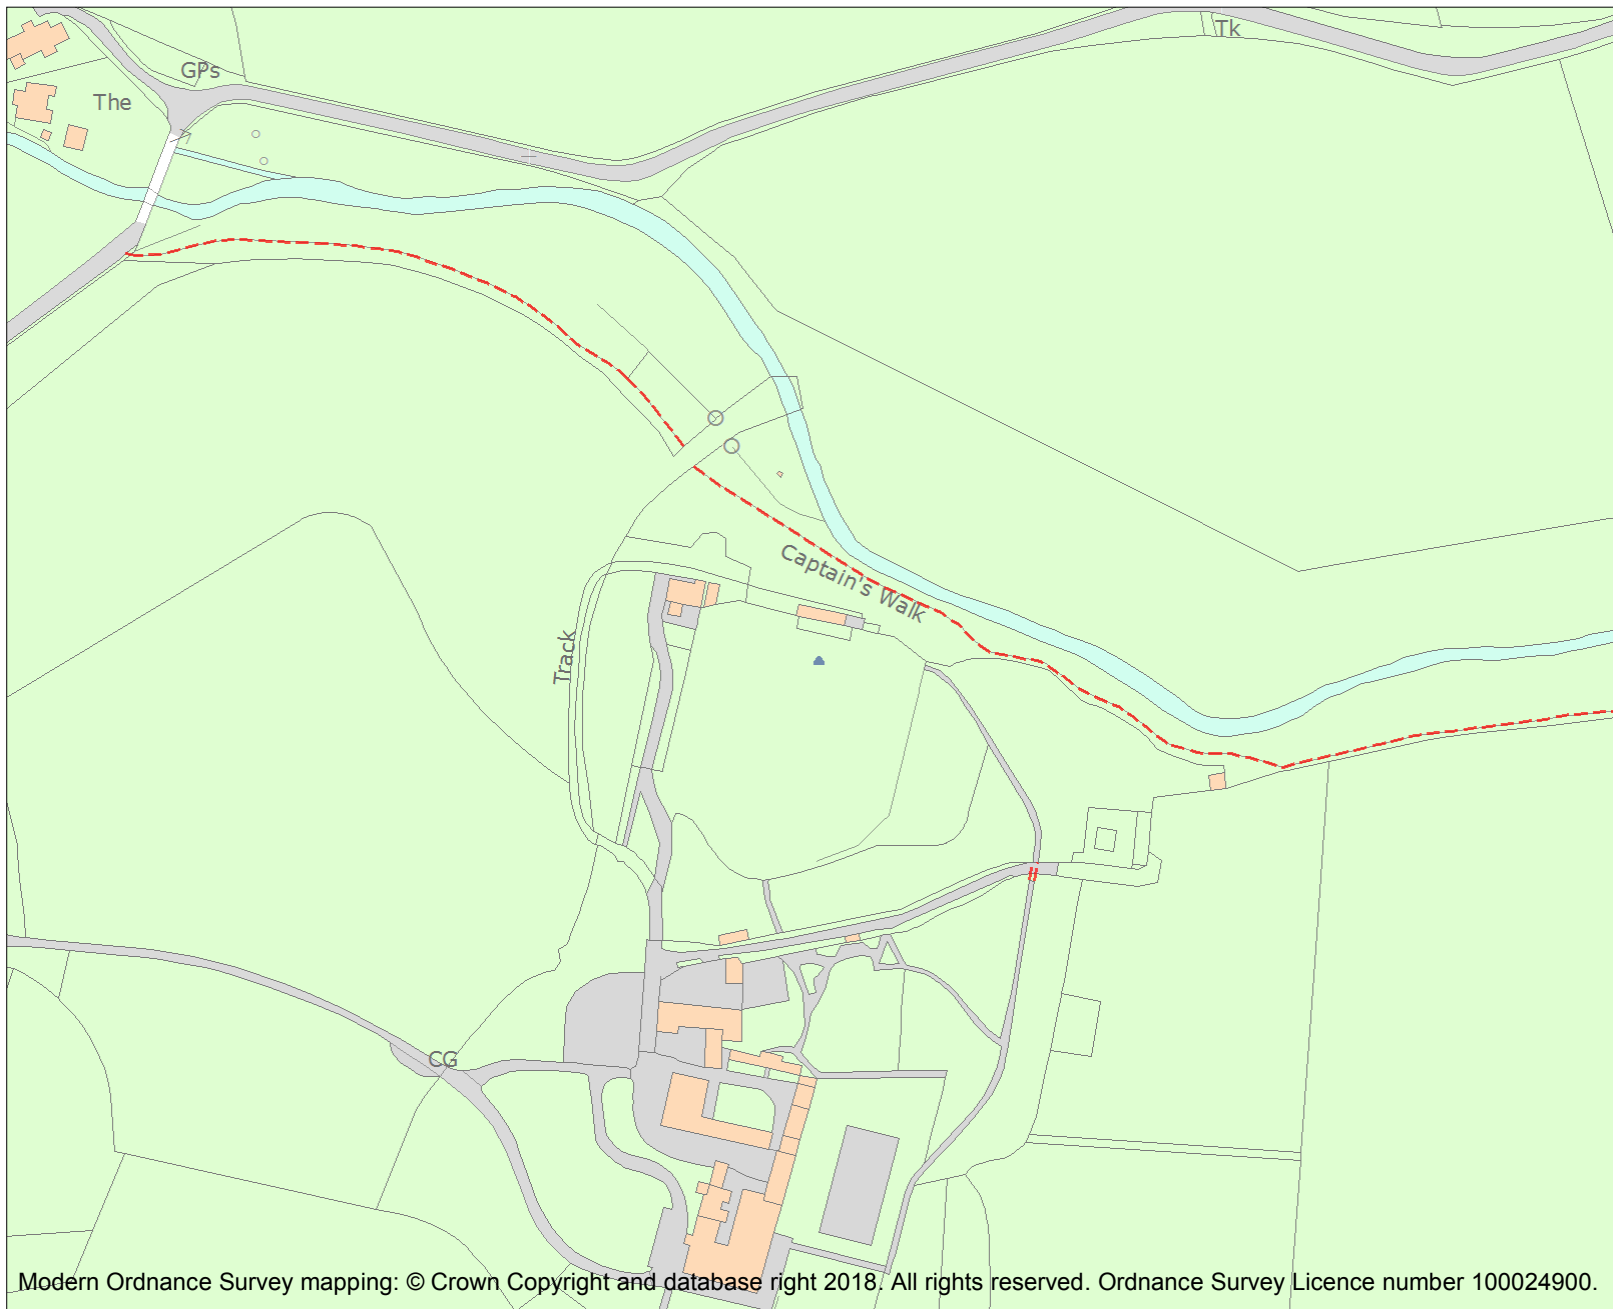 Tk
GPs
The
Captain's Walk
Track
CG
Modern Ordnance Survey mapping: © Crown Copyright and database right 2018. All rights reserved. Ordnance Survey Licence number 100024900.